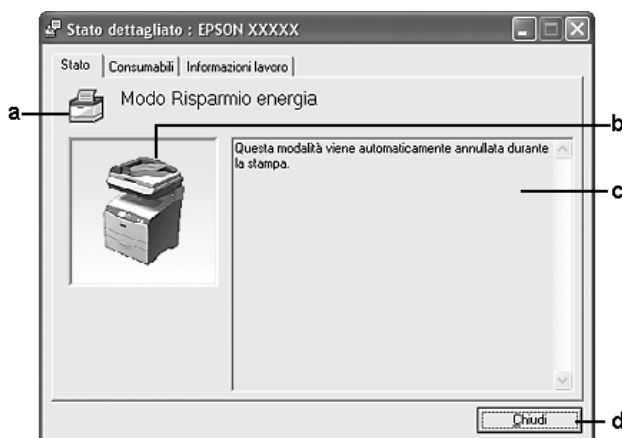 Stato dettagliato : EPSON XXXXX
Stato Consumabili Informazioni lavoro
Modo Risparmio energia
a
b
Questa modalità viene automaticamente annullata durante
la stampa.
c
Chiudi
d